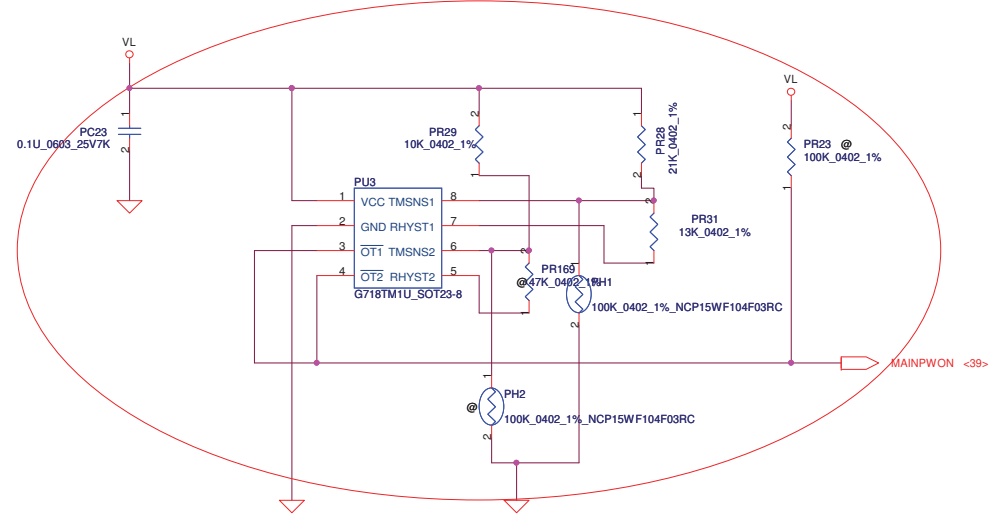 VL
1
PC23
0.1U_0603_25V7K
2
2
PR29
10K_0402_1%
1
1
PR28
21K_0402_1%
2
VL
2
PR23 @
100K_0402_1%
1
PU3
1 VCC TMSNS1 8
2 GND RHYST1 7
3 OT1 TMSNS2 6
4 OT2 RHYST2 5
G718TM1U_SOT23-8
2
PR31
13K_0402_1%
1
2
PR169
@47K_0402_1%
1
1
PH1
100K_0402_1%_NCP15WF104F03RC
2
MAINPWON <39>
1
@
PH2
100K_0402_1%_NCP15WF104F03RC
2